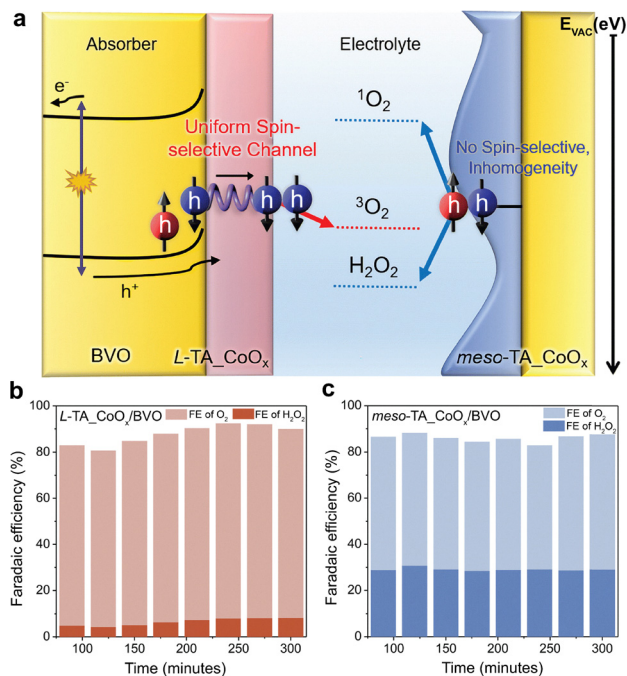 a
E_VAC(eV)
Absorber
Electrolyte
e⁻
¹O₂
Uniform Spin-
selective Channel
No Spin-selective,
Inhomogeneity
h h h h
h h
³O₂
H₂O₂
h⁺
BVO
L-TA_CoOₓ
meso-TA_CoOₓ
b
L-TA_CoOₓ/BVO
FE of O₂
FE of H₂O₂
Faradaic efficiency (%)
100
80
60
40
20
0
100 150 200 250 300
Time (minutes)
c
meso-TA_CoOₓ/BVO
FE of O₂
FE of H₂O₂
Faradaic efficiency (%)
100
80
60
40
20
0
100 150 200 250 300
Time (minutes)